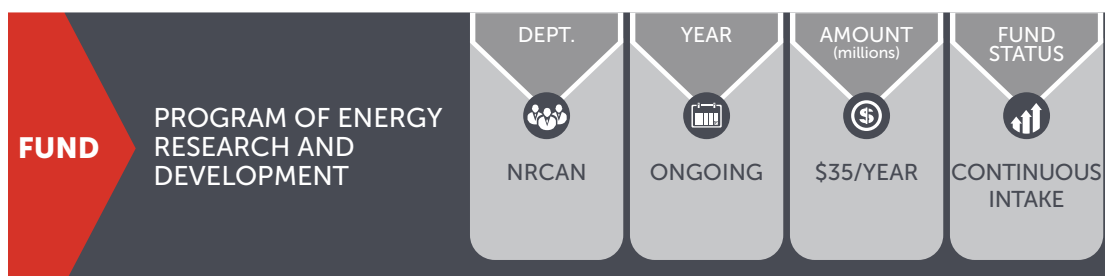 FUND
PROGRAM OF ENERGY
RESEARCH AND
DEVELOPMENT
DEPT.
NRCAN
YEAR
ONGOING
AMOUNT
(millions)
$35/YEAR
FUND
STATUS
CONTINUOUS
INTAKE